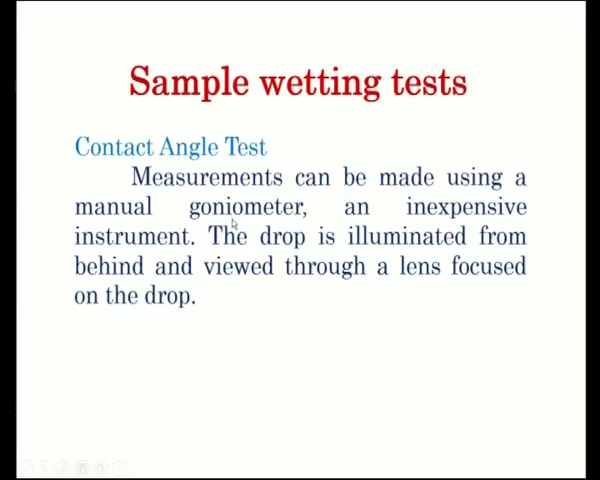 Sample wetting tests
Contact Angle Test
Measurements can be made using a
manual goniometer, an inexpensive
instrument. The drop is illuminated from
behind and viewed through a lens focused
on the drop.